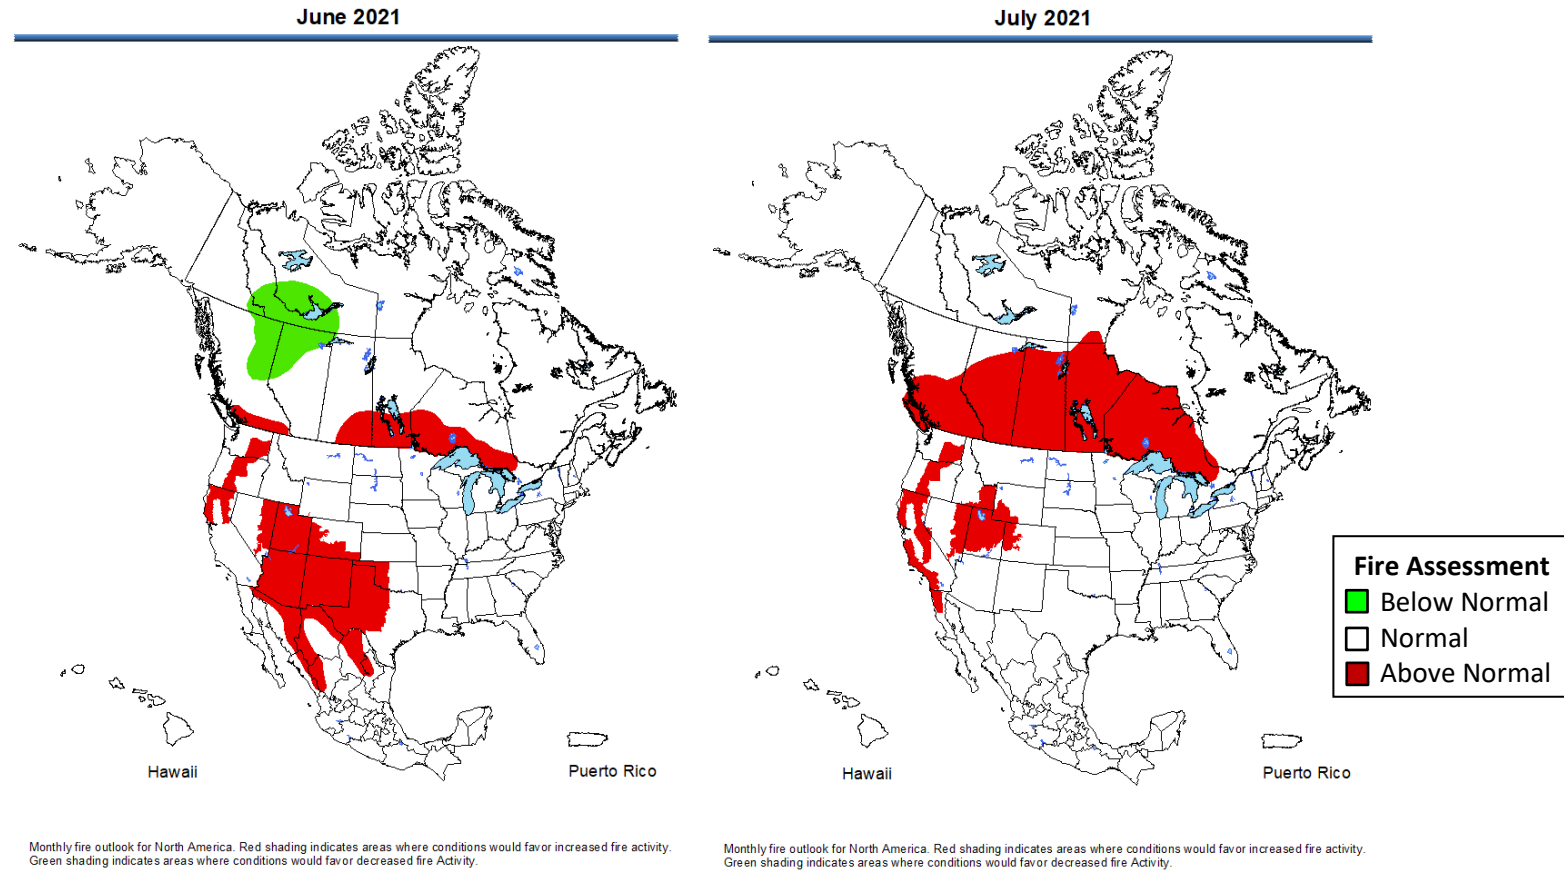 June 2021
July 2021
Fire Assessment
Below Normal
Normal
Above Normal
Hawaii
Puerto Rico
Hawaii
Puerto Rico
Monthly fire outlook for North America. Red shading indicates areas where conditions would favor increased fire activity.
Green shading indicates areas where conditions would favor decreased fire Activity.
Monthly fire outlook for North America. Red shading indicates areas where conditions would favor increased fire activity.
Green shading indicates areas where conditions would favor decreased fire Activity.